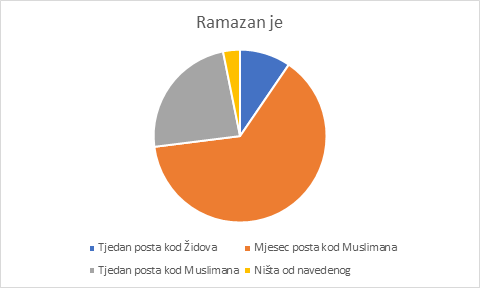 Ramazan je
Tjedan posta kod Židova Mjesec posta kod Muslimana
Tjedan posta kod Muslimana Ništa od navedenog